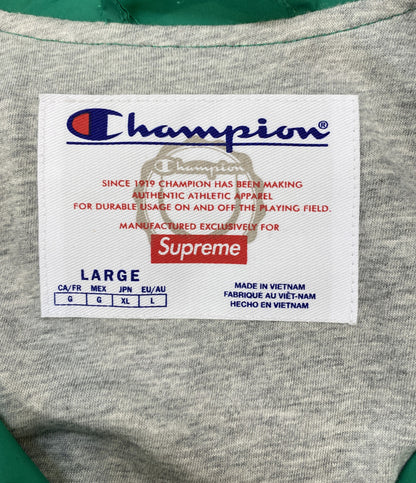 Champion®
Champion
SINCE 1919 CHAMPION HAS BEEN MAKING
AUTHENTIC ATHLETIC APPAREL
FOR DURABLE USAGE ON AND OFF THE PLAYING FIELD.
MANUFACTURED EXCLUSIVELY FOR
Supreme
LARGE
CA/FR MEX JPN EU/AU
G G XL L
MADE IN VIETNAM
FABRIQUE AU VIÊT-NAM
HECHO EN VIETNAM